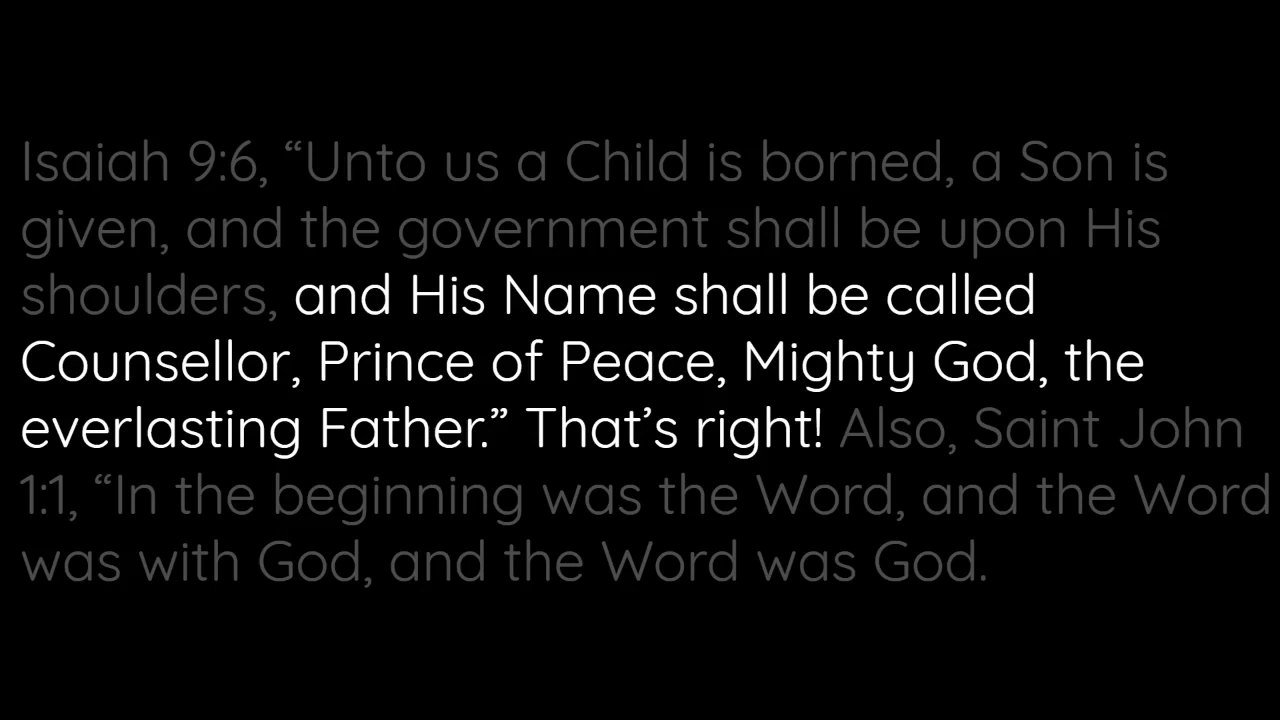 Isaiah 9:6, “Unto us a Child is borned, a Son is
given, and the government shall be upon His
shoulders, and His Name shall be called
Counsellor, Prince of Peace, Mighty God, the
everlasting Father.” That’s right! Also, Saint John
1:1, “In the beginning was the Word, and the Word
was with God, and the Word was God.